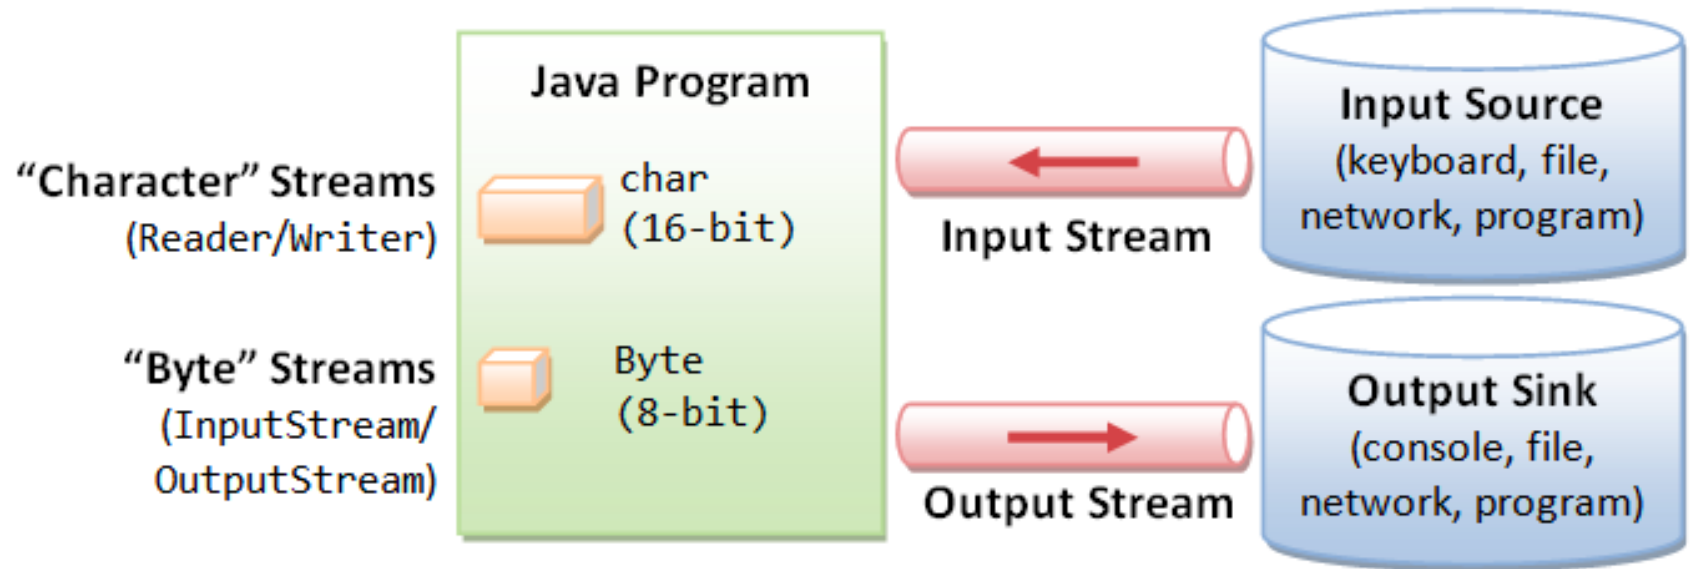 “Character” Streams
(Reader/Writer)
“Byte” Streams
(InputStream/
OutputStream)
Java Program
char
(16-bit)
Byte
(8-bit)
Input Stream
Output Stream
Input Source
(keyboard, file,
network, program)
Output Sink
(console, file,
network, program)